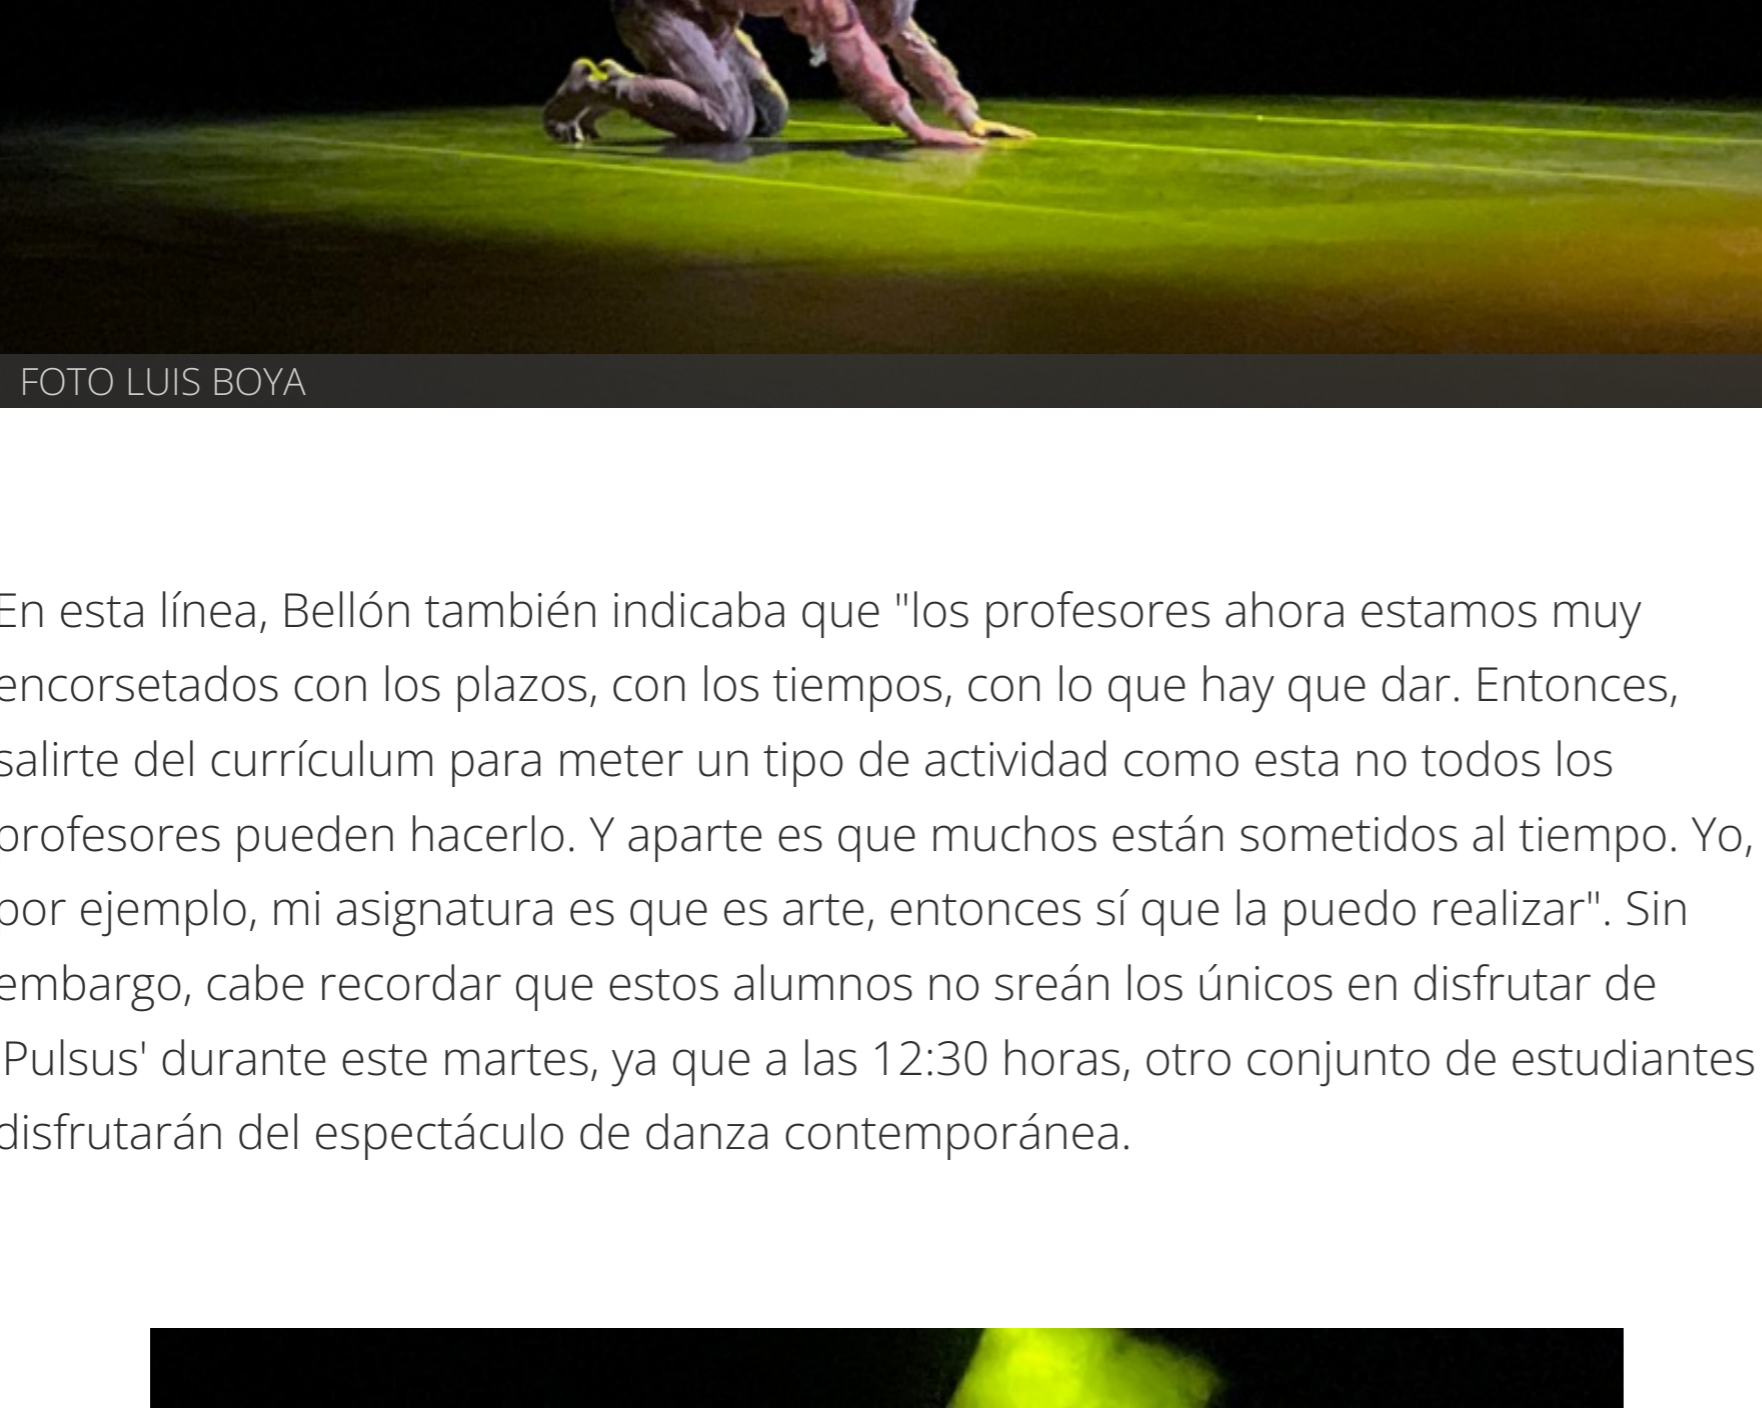 FOTO LUIS BOYA
En esta línea, Bellón también indicaba que "los profesores ahora estamos muy
encorsetados con los plazos, con los tiempos, con lo que hay que dar. Entonces,
salirte del currículum para meter un tipo de actividad como esta no todos los
profesores pueden hacerlo. Y aparte es que muchos están sometidos al tiempo. Yo,
por ejemplo, mi asignatura es que es arte, entonces sí que la puedo realizar". Sin
embargo, cabe recordar que estos alumnos no sreán los únicos en disfrutar de
'Pulsus' durante este martes, ya que a las 12:30 horas, otro conjunto de estudiantes
disfrutarán del espectáculo de danza contemporánea.